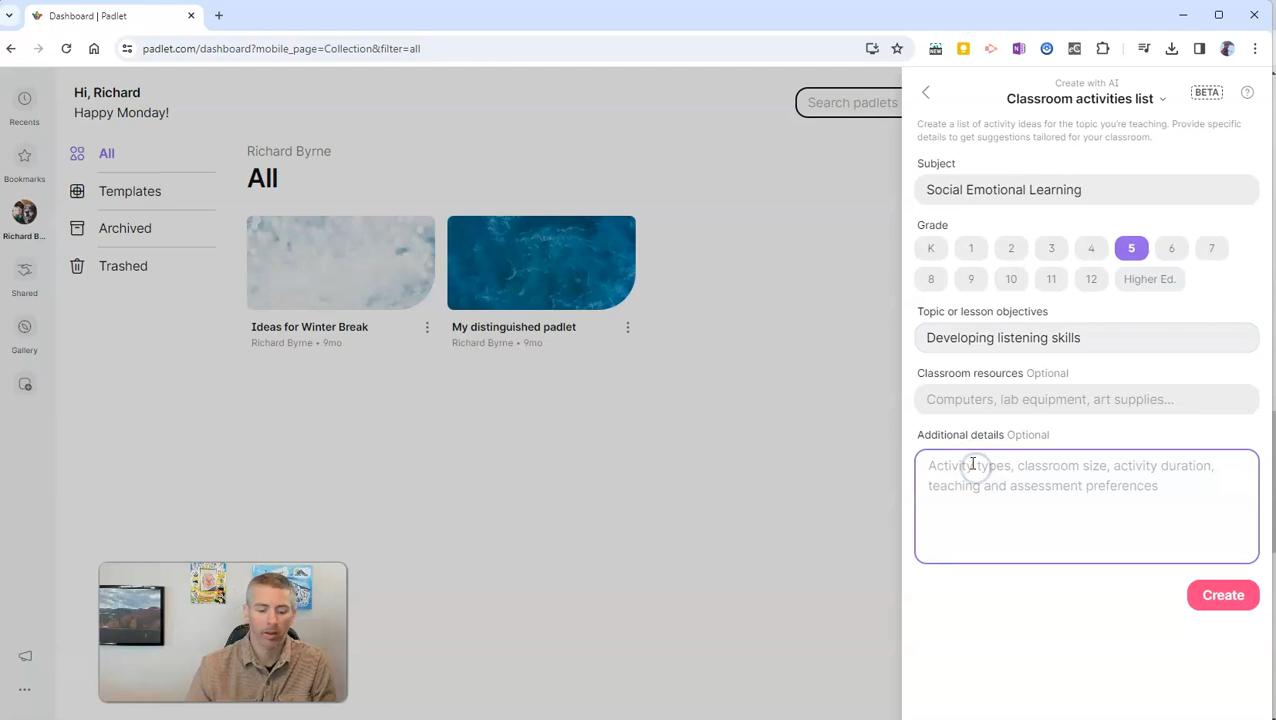 Dashboard | Padlet
padlet.com/dashboard?mobile_page=Collection&filter=all
Recents
Bookmarks
Richard B...
Shared
Gallery
Hi, Richard
Happy Monday!
All
Templates
Archived
Trashed
Search padlets
Richard Byrne
All
Ideas for Winter Break
Richard Byrne • 9mo
My distinguished padlet
Richard Byrne • 9mo
Create with AI
Classroom activities list
BETA
Create a list of activity ideas for the topic you're teaching. Provide specific
details to get suggestions tailored for your classroom.
Subject
Social Emotional Learning
Grade
K 1 2 3 4 5 6 7
8 9 10 11 12 Higher Ed.
Topic or lesson objectives
Developing listening skills
Classroom resources Optional
Computers, lab equipment, art supplies...
Additional details Optional
Activity types, classroom size, activity duration,
teaching and assessment preferences
Create